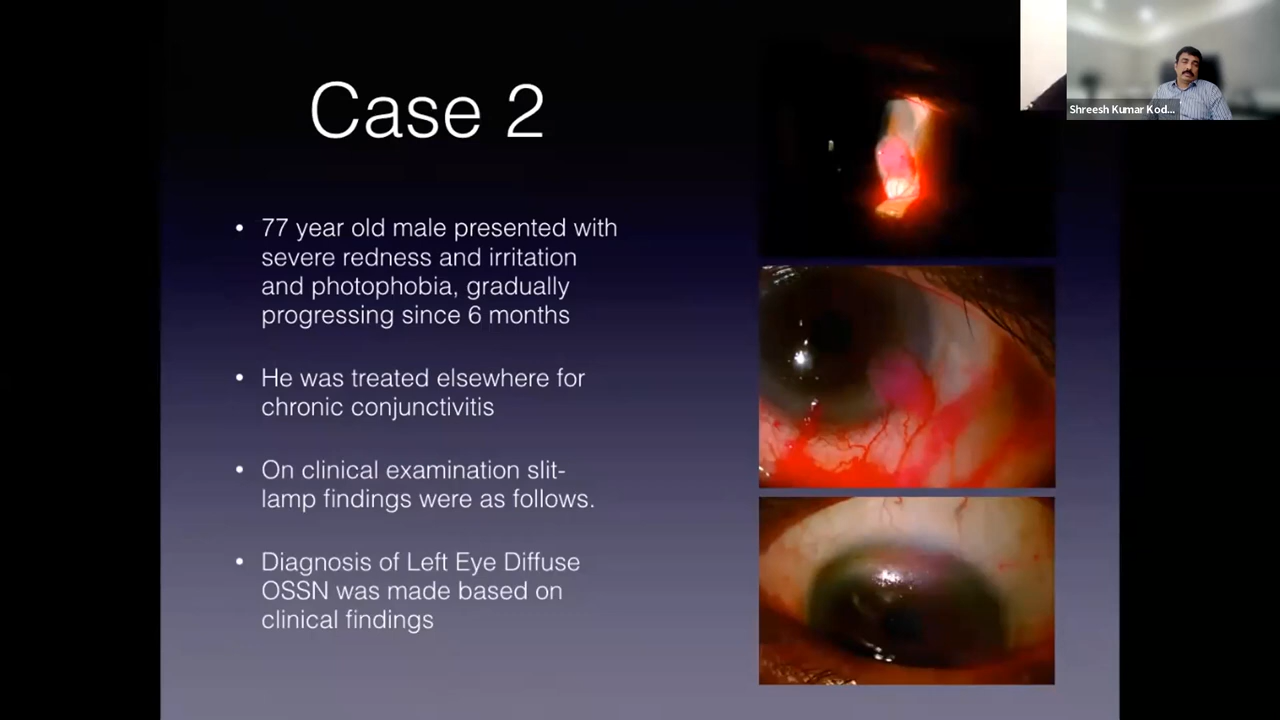 Case 2
• 77 year old male presented with
severe redness and irritation
and photophobia, gradually
progressing since 6 months
• He was treated elsewhere for
chronic conjunctivitis
• On clinical examination slit-
lamp findings were as follows.
• Diagnosis of Left Eye Diffuse
OSSN was made based on
clinical findings
Shreesh Kumar Kod...